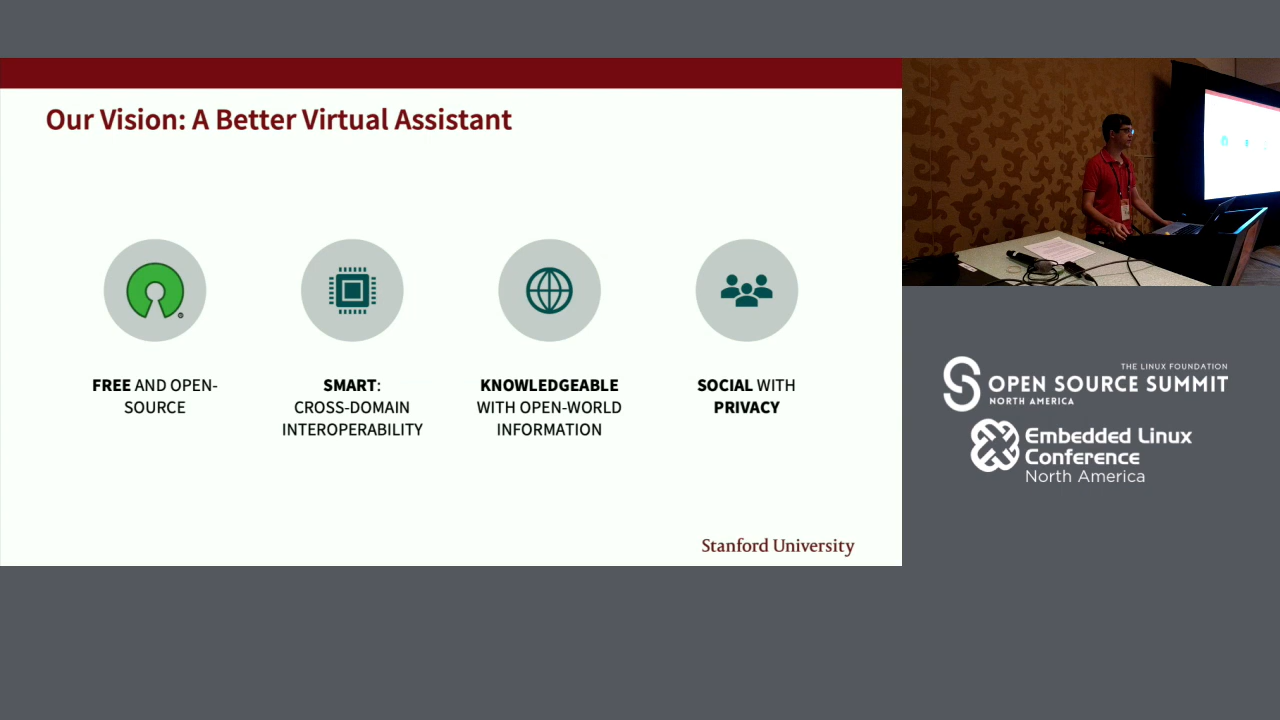 Our Vision: A Better Virtual Assistant
FREE AND OPEN-
SOURCE
SMART:
CROSS-DOMAIN
INTEROPERABILITY
KNOWLEDGEABLE
WITH OPEN-WORLD
INFORMATION
SOCIAL WITH
PRIVACY
Stanford University
THE LINUX FOUNDATION
OPEN SOURCE SUMMIT
NORTH AMERICA
Embedded Linux
Conference
North America